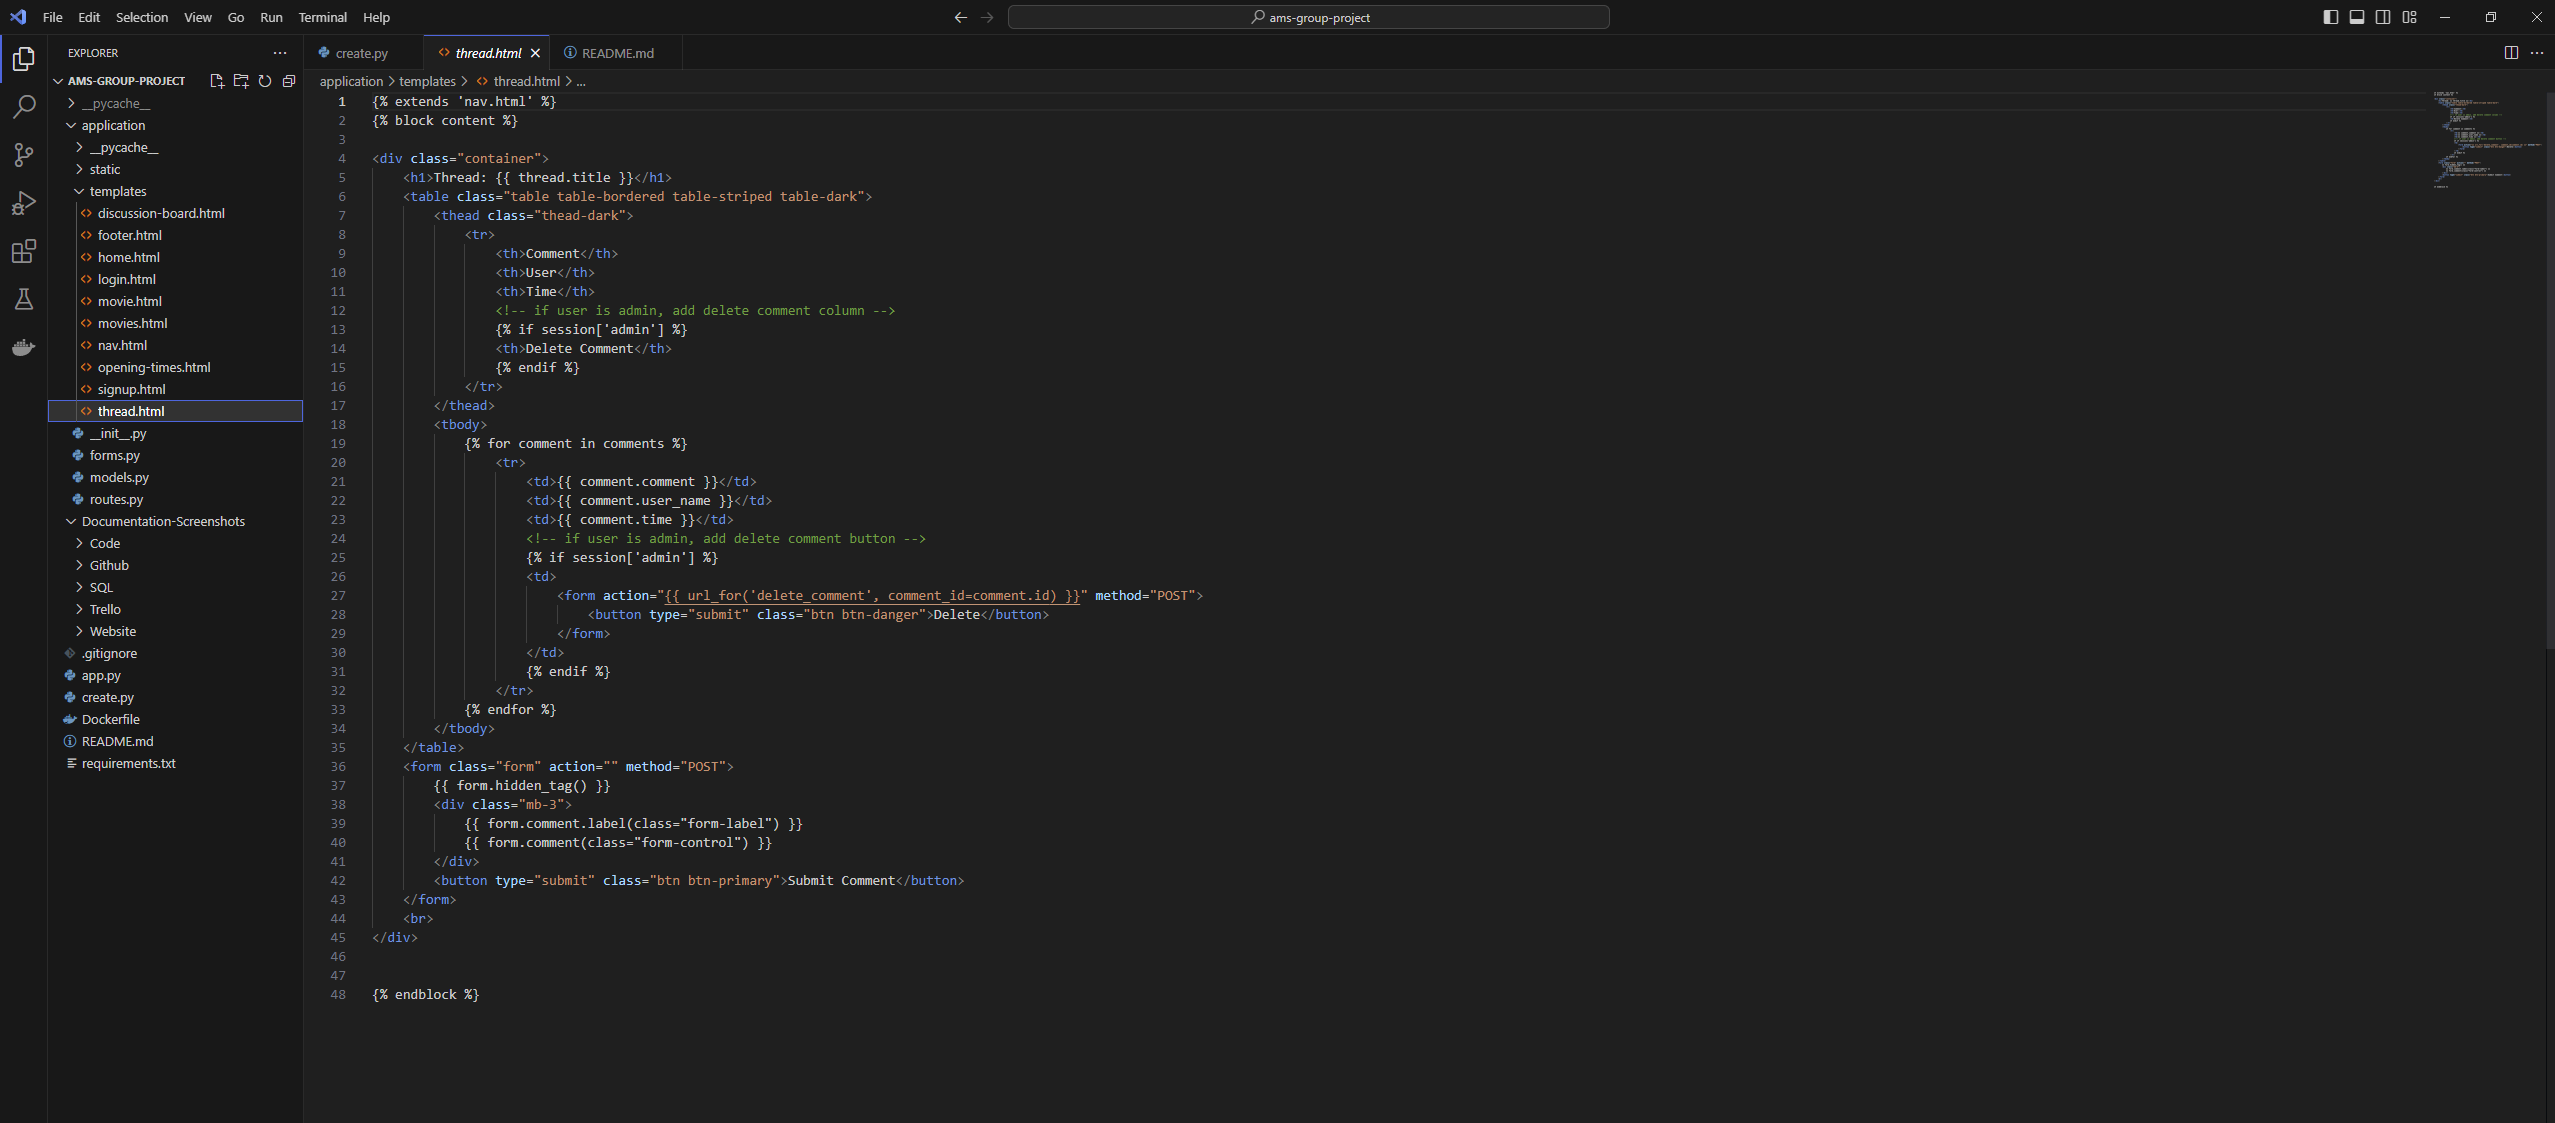 File Edit Selection View Go Run Terminal Help
ams-group-project
EXPLORER
AMS-GROUP-PROJECT
__pycache__
application
__pycache__
static
templates
discussion-board.html
footer.html
home.html
login.html
movie.html
movies.html
nav.html
opening-times.html
signup.html
thread.html
__init__.py
forms.py
models.py
routes.py
Documentation-Screenshots
Code
Github
SQL
Trello
Website
.gitignore
app.py
create.py
Dockerfile
README.md
requirements.txt
create.py thread.html README.md
application > templates > thread.html > ...
1 {% extends 'nav.html' %}
2 {% block content %}
3
4 <div class="container">
5 <h1>Thread: {{ thread.title }}</h1>
6 <table class="table table-bordered table-striped table-dark">
7 <thead class="thead-dark">
8 <tr>
9 <th>Comment</th>
10 <th>User</th>
11 <th>Time</th>
12 <!-- if user is admin, add delete comment column -->
13 {% if session['admin'] %}
14 <th>Delete Comment</th>
15 {% endif %}
16 </tr>
17 </thead>
18 <tbody>
19 {% for comment in comments %}
20 <tr>
21 <td>{{ comment.comment }}</td>
22 <td>{{ comment.user_name }}</td>
23 <td>{{ comment.time }}</td>
24 <!-- if user is admin, add delete comment button -->
25 {% if session['admin'] %}
26 <td>
27 <form action="{{ url_for('delete_comment', comment_id=comment.id) }}" method="POST">
28 <button type="submit" class="btn btn-danger">Delete</button>
29 </form>
30 </td>
31 {% endif %}
32 </tr>
33 {% endfor %}
34 </tbody>
35 </table>
36 <form class="form" action="" method="POST">
37 {{ form.hidden_tag() }}
38 <div class="mb-3">
39 {{ form.comment.label(class="form-label") }}
40 {{ form.comment(class="form-control") }}
41 </div>
42 <button type="submit" class="btn btn-primary">Submit Comment</button>
43 </form>
44 <br>
45 </div>
46
47
48 {% endblock %}